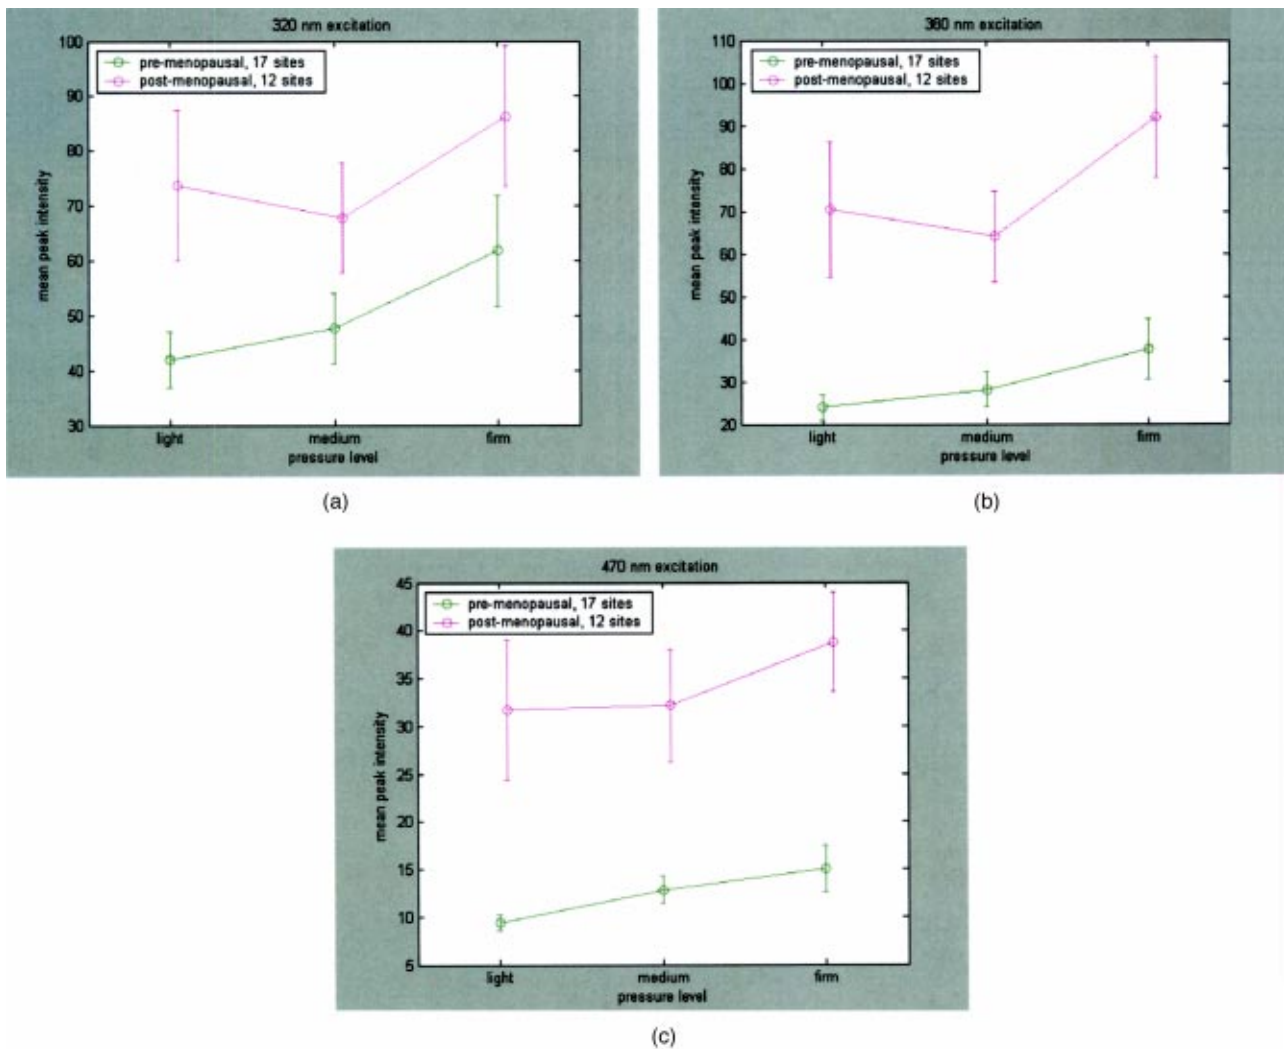 320 nm excitation
100
90
80
70
60
50
40
30
mean peak intensity
pre-menopausal, 17 sites
post-menopausal, 12 sites
light medium firm
pressure level
(a)
360 nm excitation
110
100
90
80
70
60
50
40
30
20
mean peak intensity
pre-menopausal, 17 sites
post-menopausal, 12 sites
light medium firm
pressure level
(b)
470 nm excitation
45
40
35
30
25
20
15
10
5
mean peak intensity
pre-menopausal, 17 sites
post-menopausal, 12 sites
light medium firm
pressure level
(c)